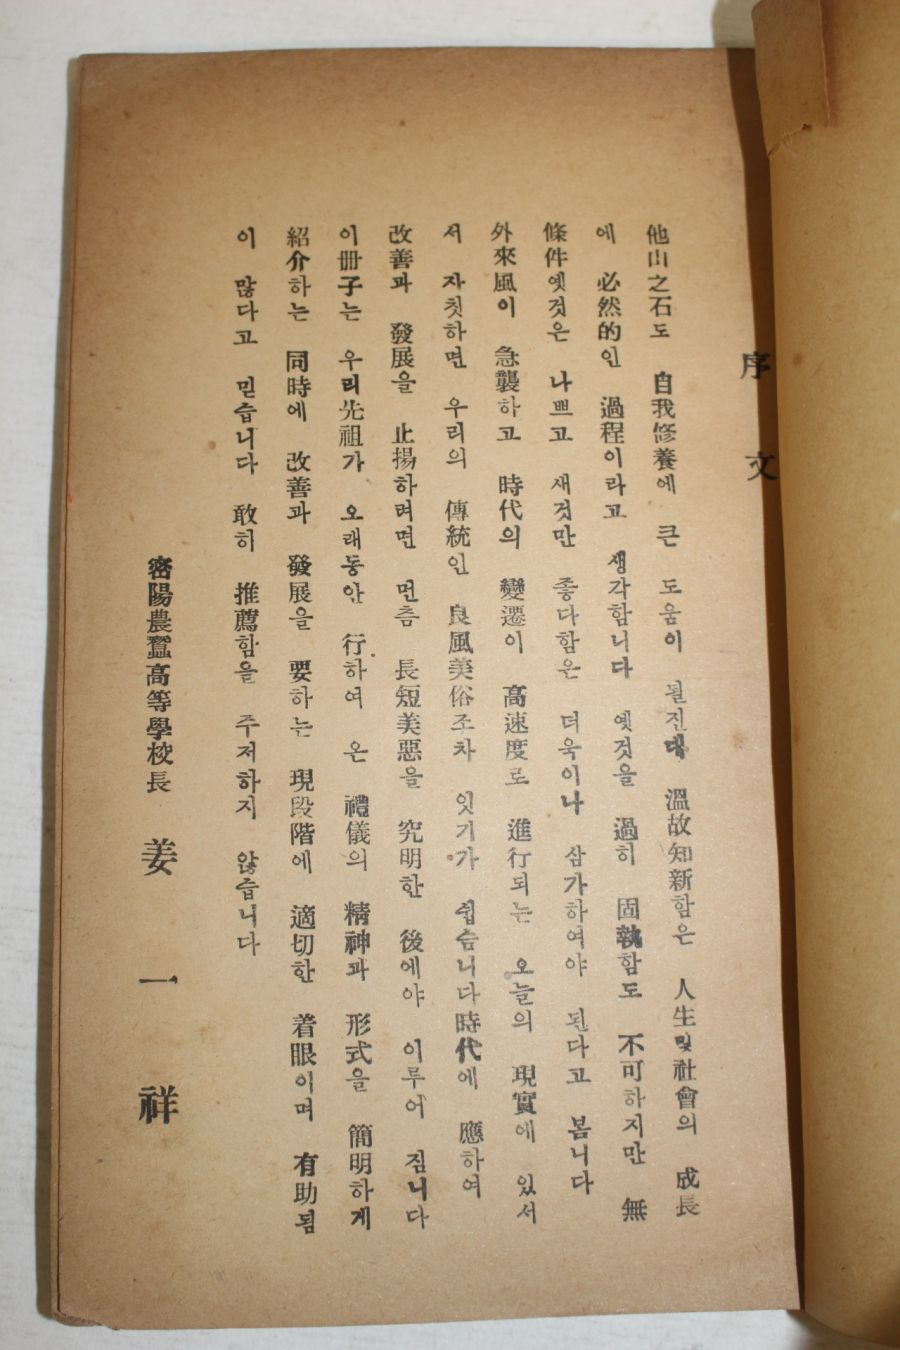 序文
他山之石도 自我修養에 큰 도움이 될진대 溫故知新함은 人生및社會의 成長
에 必然的인 過程이라고 생각합니다 옛것을 過히 固執함도 不可하지만 無
條件옛것은 나쁘고 새것만 좋다함은 더욱이나 삼가하여야 된다고 봅니다
外來風이 急襲하고 時代의 變遷이 高速度로 進行되는 오늘의 現實에 있서
서 자칫하면 우리의 傳統인 良風美俗조차 잇기가 쉽습니다時代에 應하여
改善과 發展을 止揚하려면 먼츰 長短美惡을 究明한 後에야 이루어 집니다
이冊子는 우리先祖가 오래동안 行하여 온 禮儀의 精神과 形式을 簡明하게
紹介하는 同時에 改善과 發展을 要하는 現段階에 適切한 着眼이며 有助됨
이 많다고 믿습니다 敢히 推薦함을 주저하지 않습니다
密陽農蠶高等學校長 姜一祥